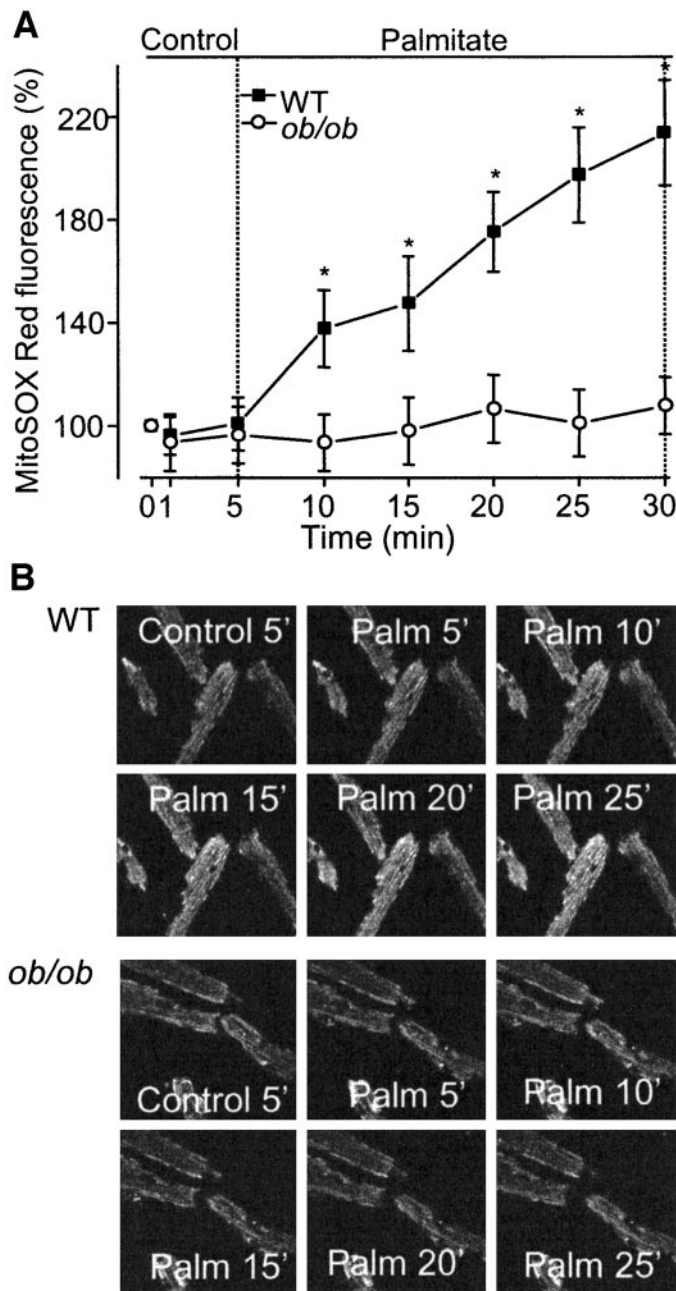 A
Control Palmitate
MitoSOX Red fluorescence (%)
220
180
140
100
WT
ob/ob
* * * * * *
0 1 5 10 15 20 25 30
Time (min)
B
WT
Control 5’ Palm 5’ Palm 10’
Palm 15’ Palm 20’ Palm 25’
ob/ob
Control 5’ Palm 5’ Palm 10’
Palm 15’ Palm 20’ Palm 25’